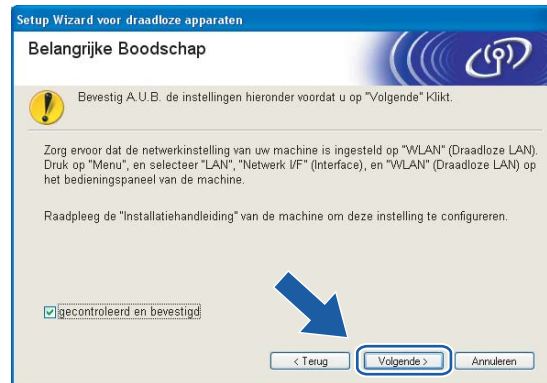 Setup Wizard voor draadloze apparaten
Belangrijke Boodschap
Bevestig A.U.B. de instellingen hieronder voordat u op "Volgende" Klikt.
Zorg ervoor dat de netwerkinstelling van uw machine is ingesteld op "WLAN" (Draadloze LAN).
Druk op "Menu", en selecteer "LAN", "Netwerk I/F" (Interface), en "WLAN" (Draadloze LAN) op
het bedieningspaneel van de machine.
Raadpleeg de "Installatiehandleiding" van de machine om deze instelling te configureren.
gecontroleerd en bevestigd
< Terug Volgende > Annuleren